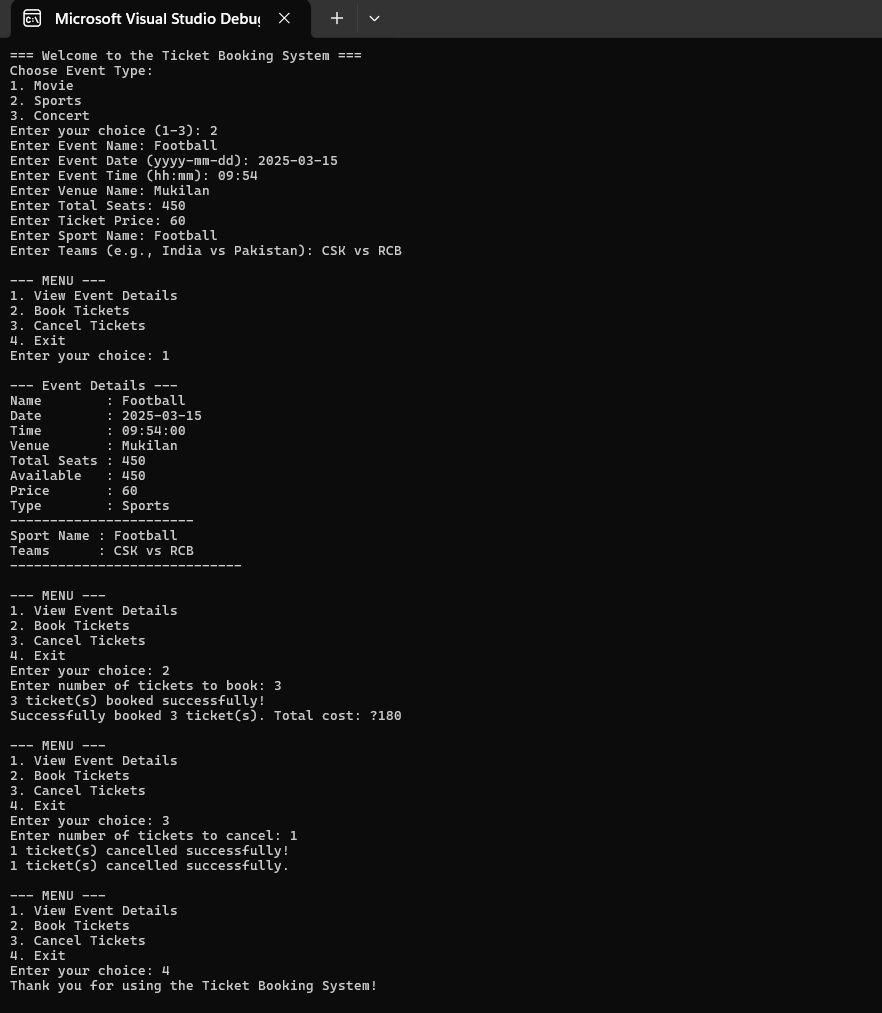 Microsoft Visual Studio Debu
=== Welcome to the Ticket Booking System ===
Choose Event Type:
1. Movie
2. Sports
3. Concert
Enter your choice (1-3): 2
Enter Event Name: Football
Enter Event Date (yyyy-mm-dd): 2025-03-15
Enter Event Time (hh:mm): 09:54
Enter Venue Name: Mukilan
Enter Total Seats: 450
Enter Ticket Price: 60
Enter Sport Name: Football
Enter Teams (e.g., India vs Pakistan): CSK vs RCB

--- MENU ---
1. View Event Details
2. Book Tickets
3. Cancel Tickets
4. Exit
Enter your choice: 1

--- Event Details ---
Name        : Football
Date        : 2025-03-15
Time        : 09:54:00
Venue       : Mukilan
Total Seats : 450
Available   : 450
Price       : 60
Type        : Sports
-----------------------
Sport Name : Football
Teams      : CSK vs RCB
-----------------------------

--- MENU ---
1. View Event Details
2. Book Tickets
3. Cancel Tickets
4. Exit
Enter your choice: 2
Enter number of tickets to book: 3
3 ticket(s) booked successfully!
Successfully booked 3 ticket(s). Total cost: ?180

--- MENU ---
1. View Event Details
2. Book Tickets
3. Cancel Tickets
4. Exit
Enter your choice: 3
Enter number of tickets to cancel: 1
1 ticket(s) cancelled successfully!
1 ticket(s) cancelled successfully.

--- MENU ---
1. View Event Details
2. Book Tickets
3. Cancel Tickets
4. Exit
Enter your choice: 4
Thank you for using the Ticket Booking System!